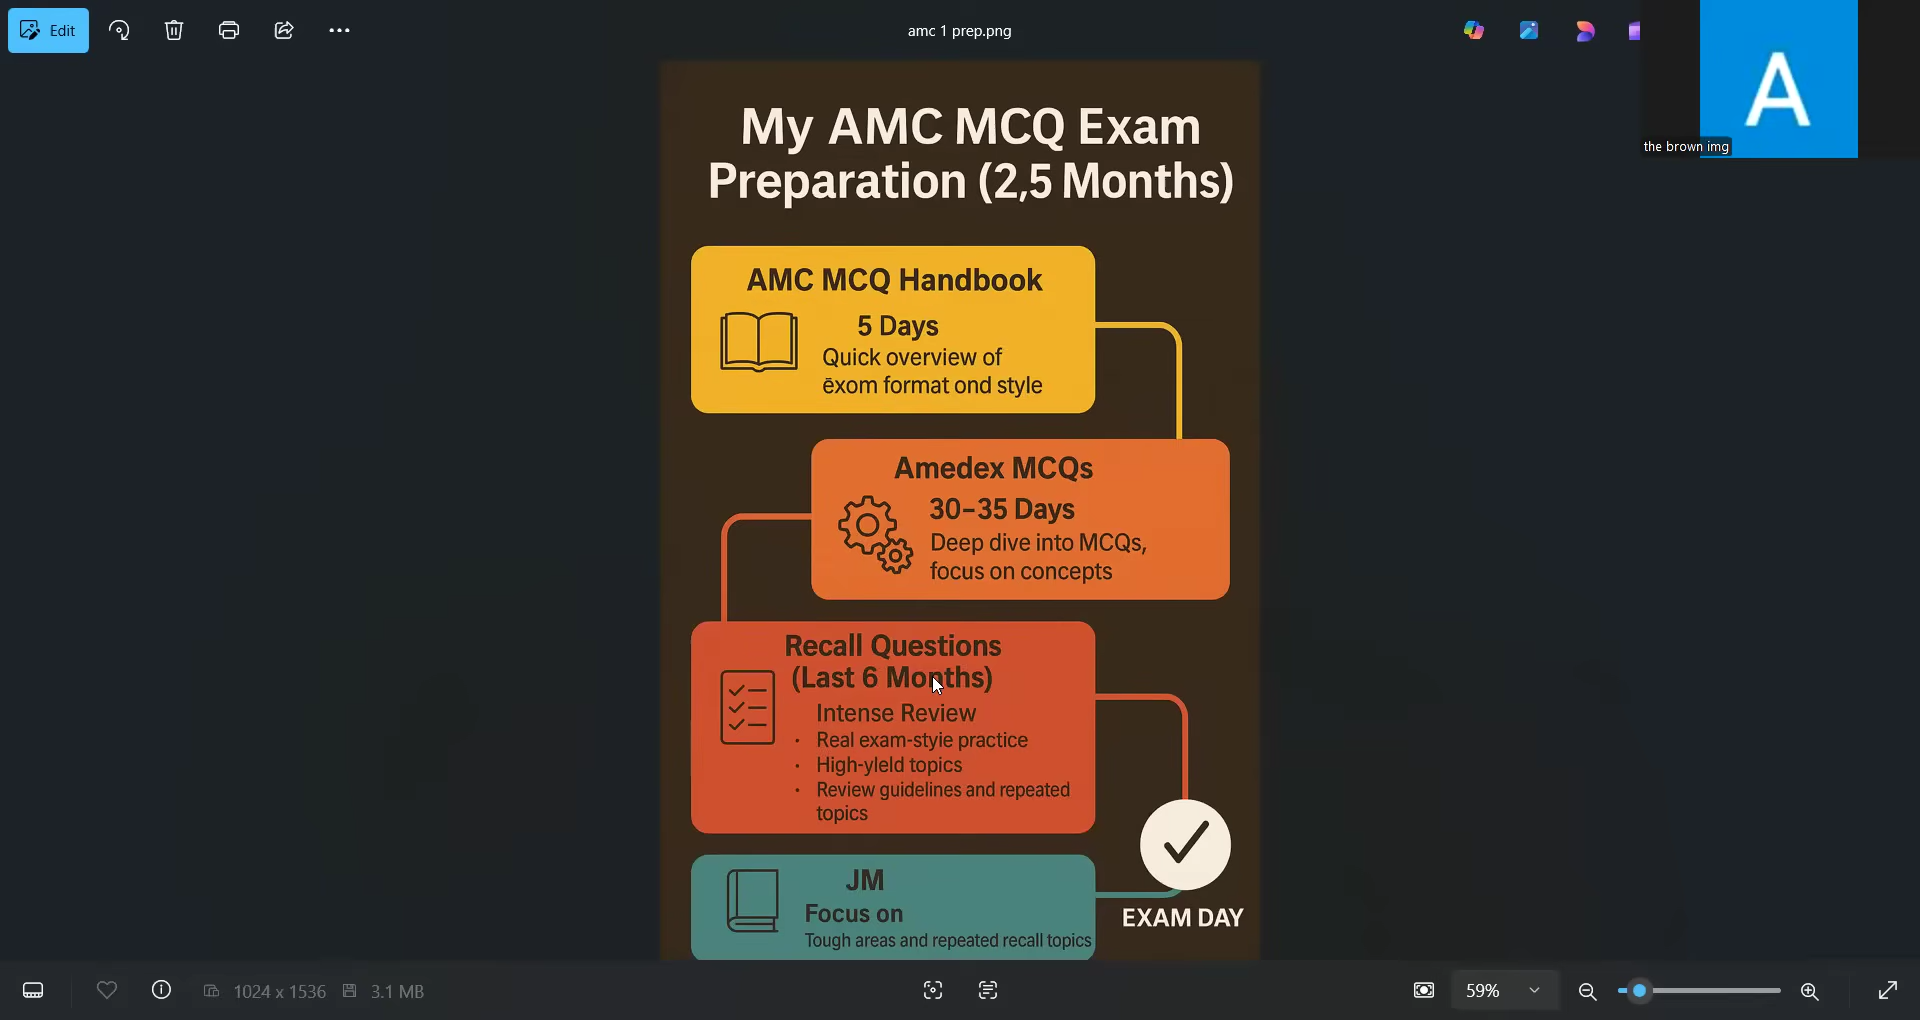 Edit
amc 1 prep.png
A
the brown img
My AMC MCQ Exam
Preparation (2,5 Months)
AMC MCQ Handbook
5 Days
Quick overview of
ēxom format ond style
Amedex MCQs
30–35 Days
Deep dive into MCQs,
focus on concepts
Recall Questions
(Last 6 Months)
Intense Review
· Real exam-styie practice
· High-yleld topics
· Review guidelines and repeated
topics
JM
Focus on
Tough areas and repeated recall topics
EXAM DAY
1024 x 1536
3.1 MB
59%